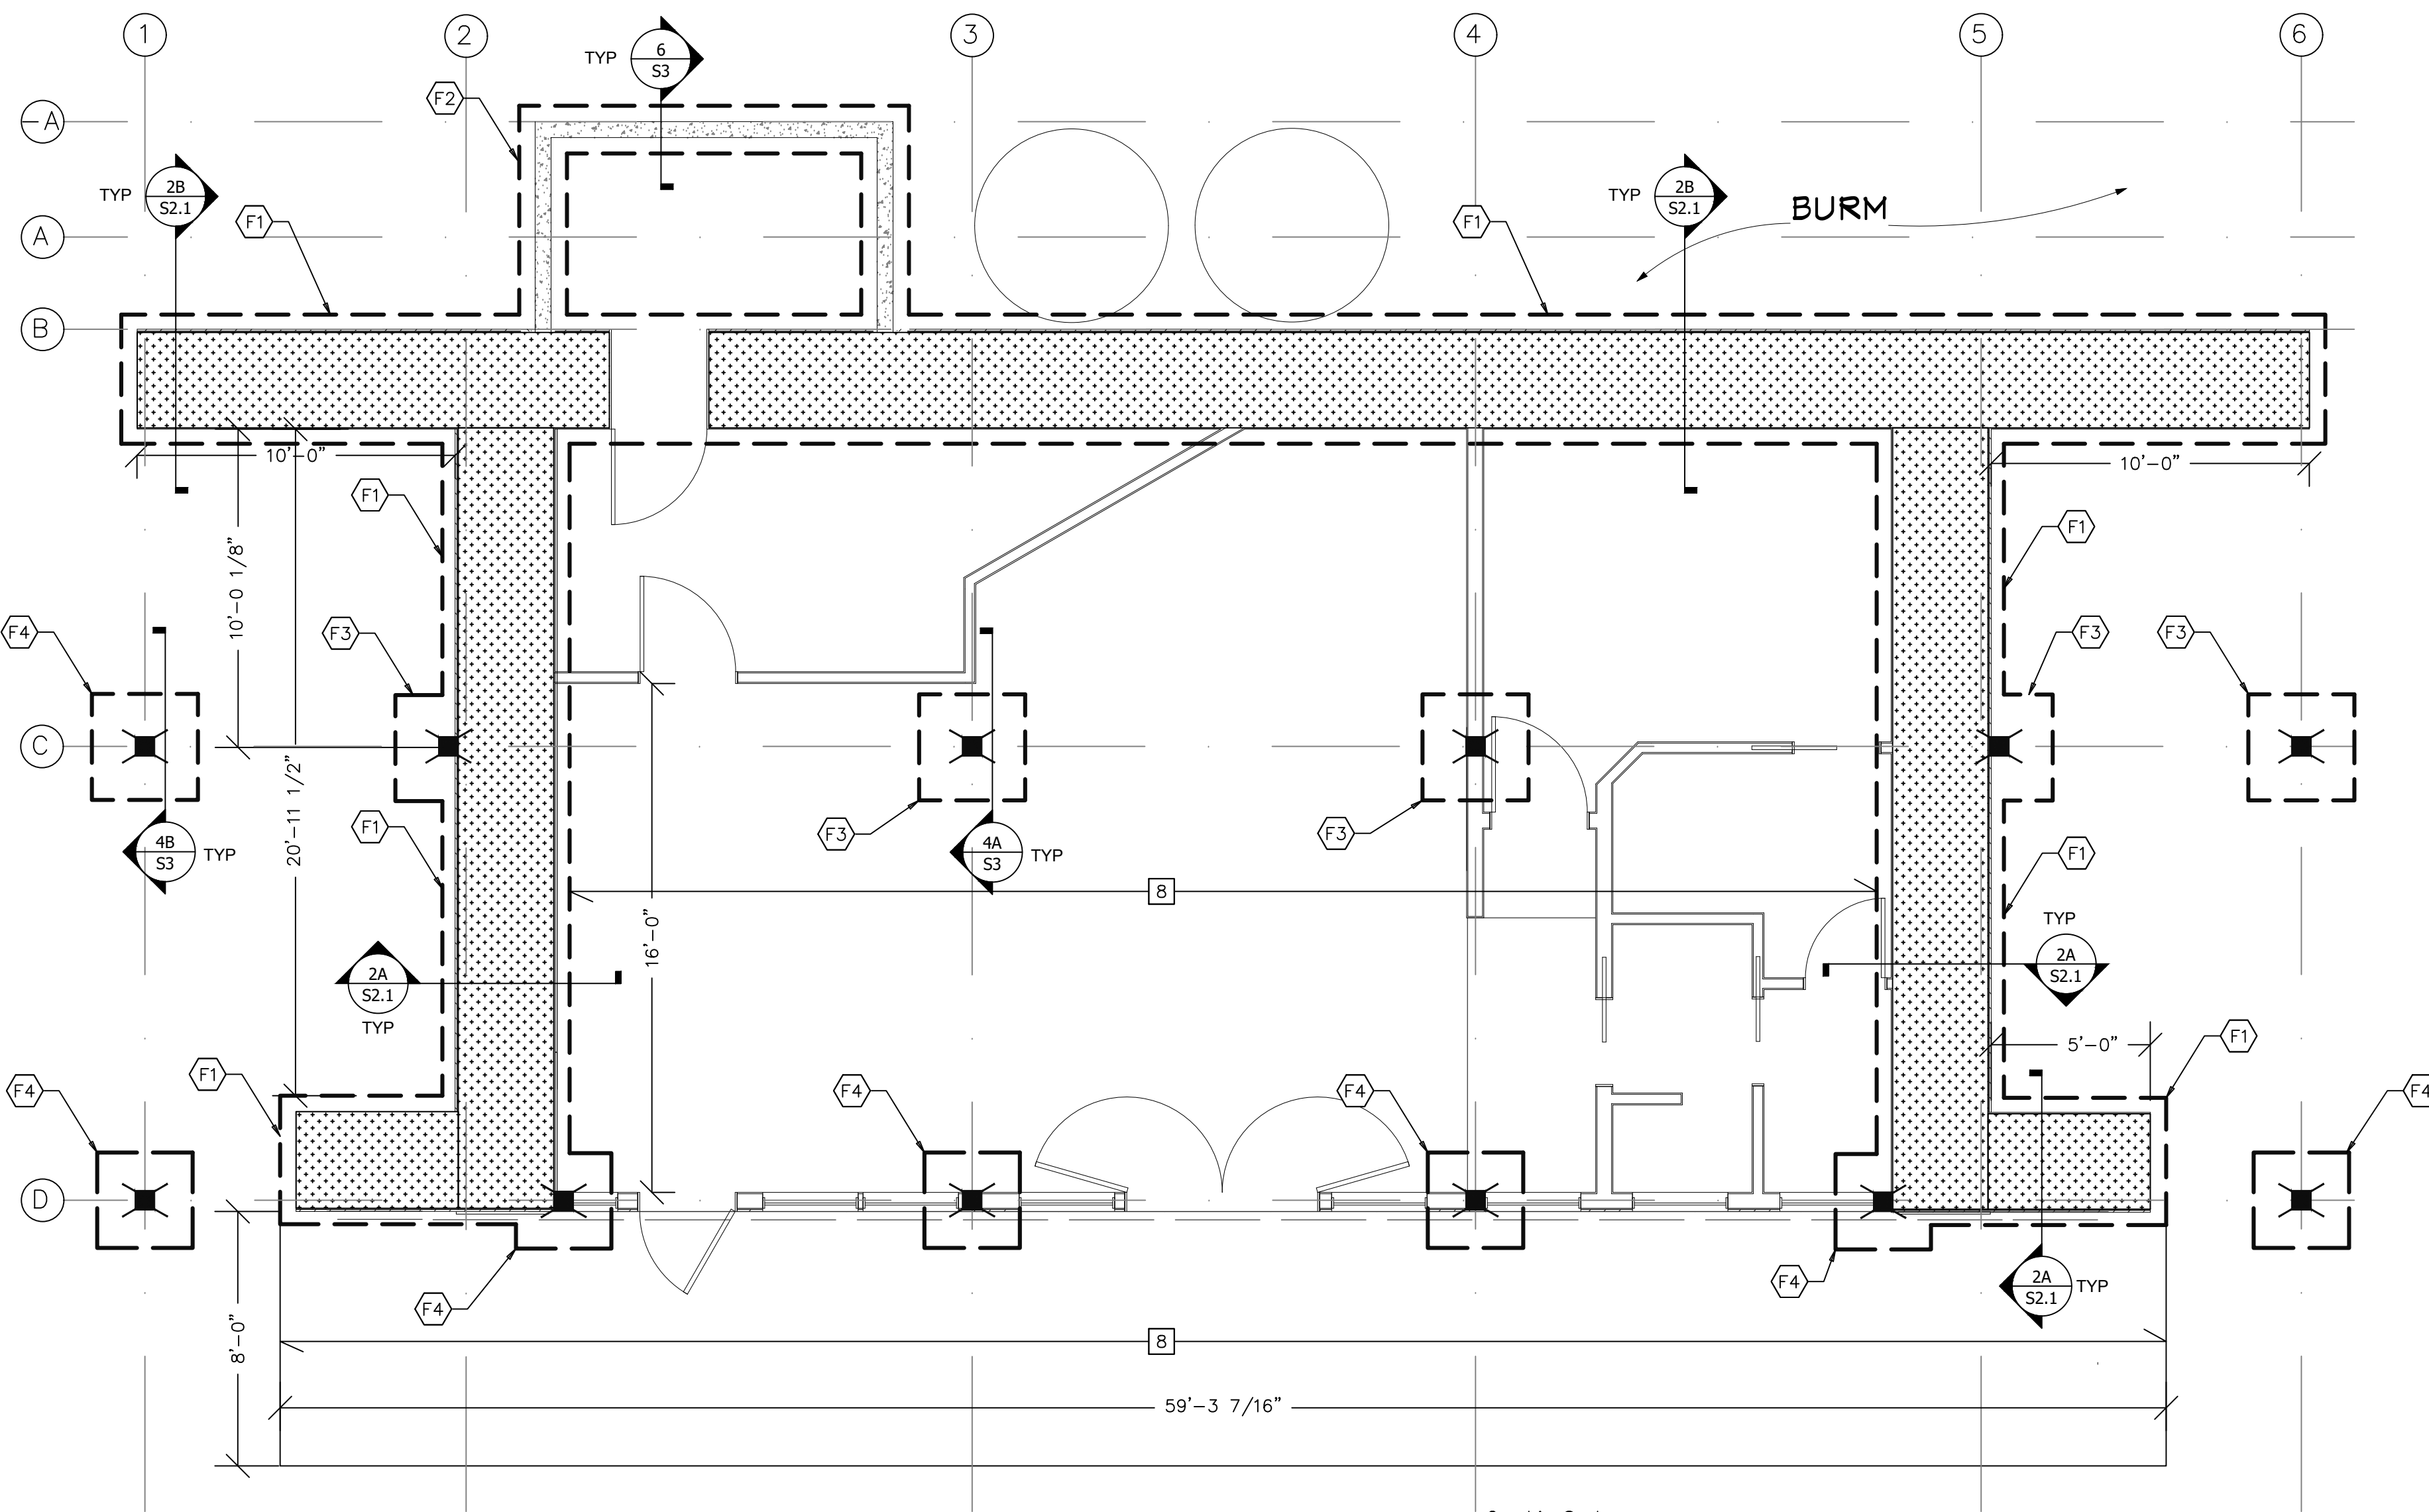 1
2
3
4
5
6
TYP
6
S3
F2
−A
TYP
2B
S2.1
F1
TYP
2B
S2.1
F1
BURM
A
B
10'−0"
10'−0"
F1
F1
10'−0 1/8"
F4
F3
F3
F3
C
20'−11 1/2"
F1
F3
F3
F1
4B
S3
TYP
4A
S3
TYP
8
16'−0"
TYP
2A
S2.1
2A
S2.1
TYP
5'−0"
F1
F1
F4
F4
F4
F4
D
F4
F4
2A
S2.1
TYP
8'−0"
8
59'−3 7/16"